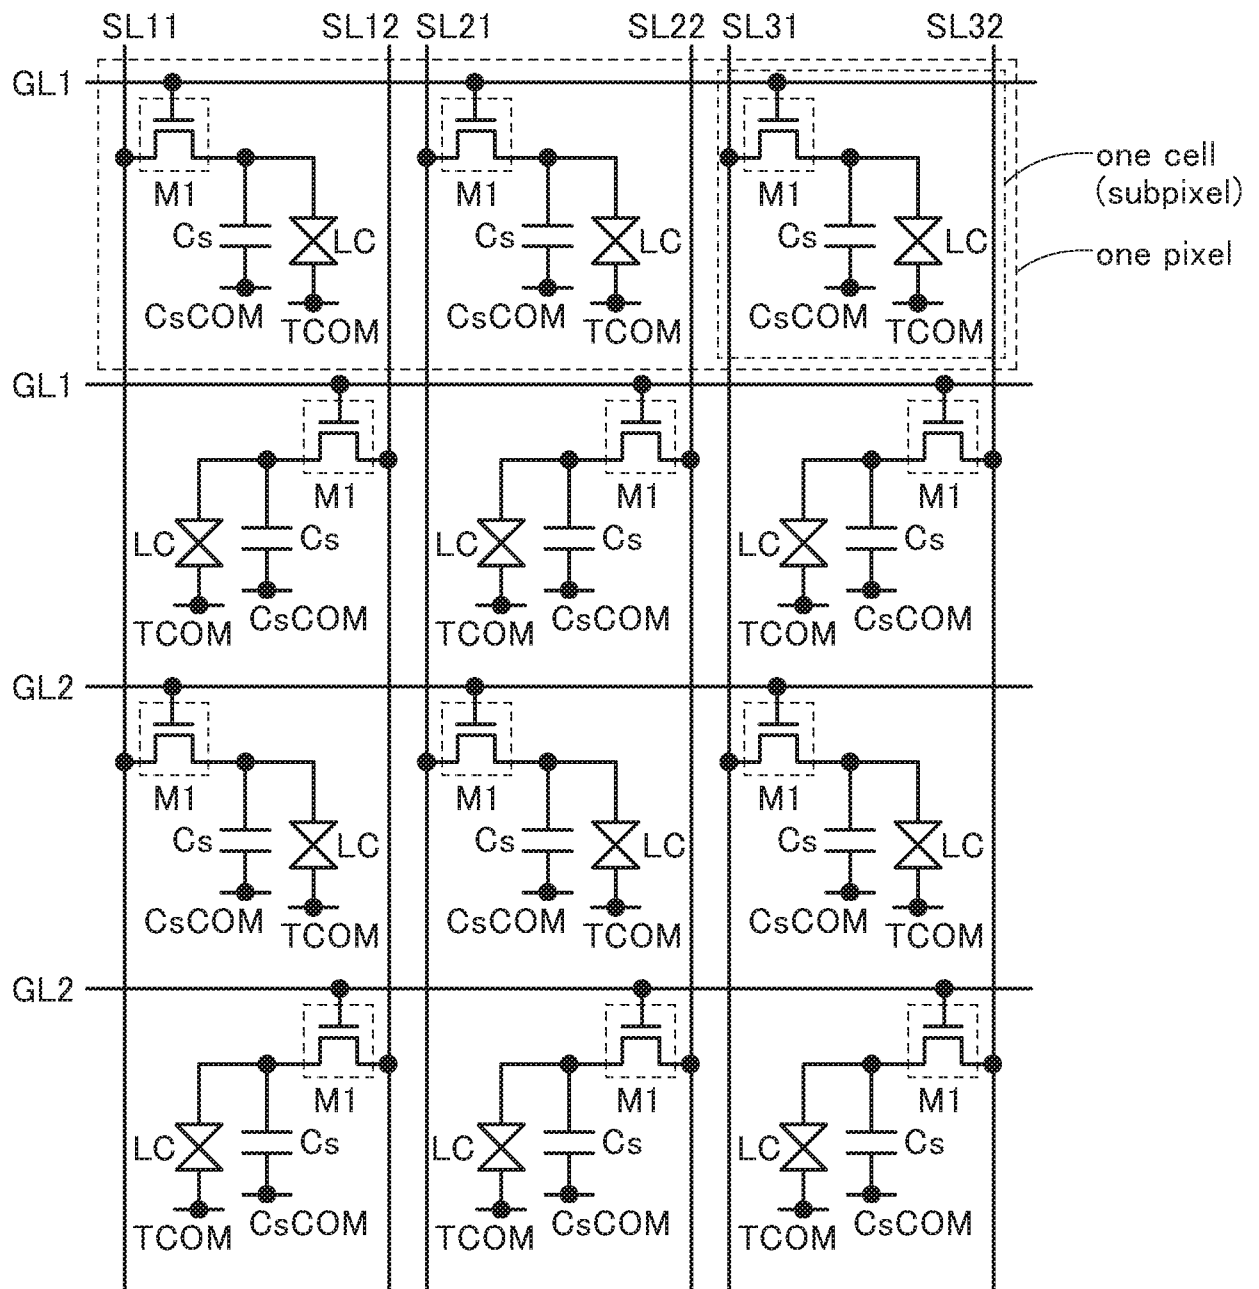 SL11 SL12 SL21 SL22 SL31 SL32
GL1
M1 M1 M1
one cell
(subpixel)
Cs LC Cs LC Cs LC
one pixel
CsCOM TCOM CsCOM TCOM CsCOM TCOM
GL1
M1 M1 M1
LC Cs LC Cs LC Cs
TCOM CsCOM TCOM CsCOM TCOM CsCOM
GL2
M1 M1 M1
Cs LC Cs LC Cs LC
CsCOM TCOM CsCOM TCOM CsCOM TCOM
GL2
M1 M1 M1
LC Cs LC Cs LC Cs
TCOM CsCOM TCOM CsCOM TCOM CsCOM